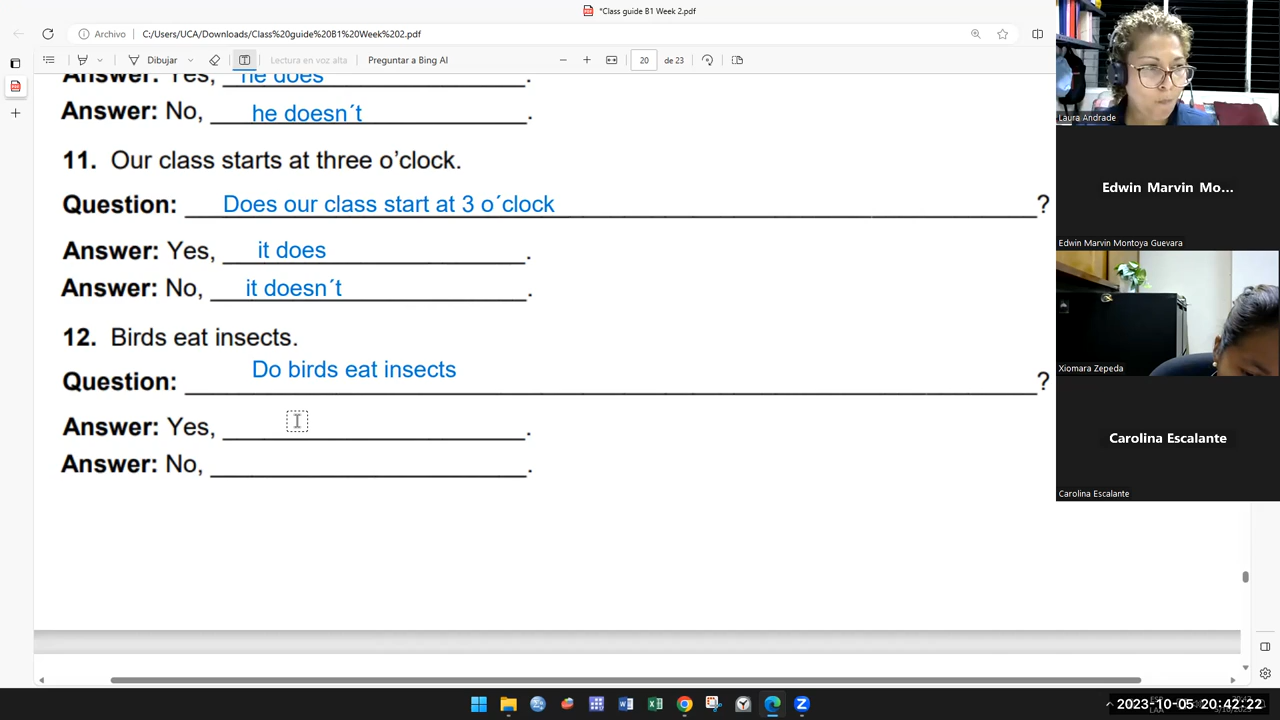 *Class guide B1 Week 2.pdf
Archivo
C:/Users/UCA/Downloads/Class%20guide%20B1%20Week%202.pdf
Dibujar
Lectura en voz alta
Preguntar a Bing AI
20
de 23
Answer: Yes, he does.
Answer: No, he doesn´t.
11. Our class starts at three o’clock.
Question: Does our class start at 3 o´clock?
Answer: Yes, it does.
Answer: No, it doesn´t.
12. Birds eat insects.
Question: Do birds eat insects?
Answer: Yes, ____.
Answer: No, ____.
Laura Andrade
Edwin Marvin Mo...
Edwin Marvin Montoya Guevara
Xiomara Zepeda
Carolina Escalante
Carolina Escalante
2023-10-05 20:42:22